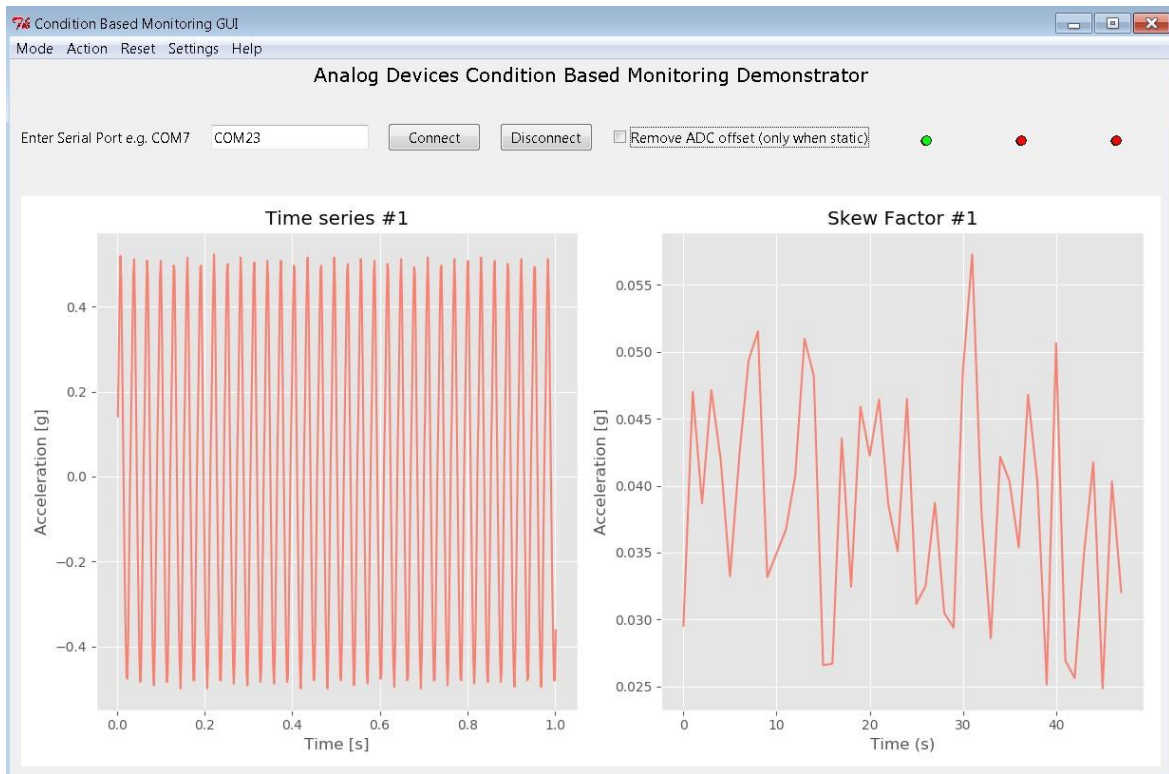 Condition Based Monitoring GUI
Mode Action Reset Settings Help
Analog Devices Condition Based Monitoring Demonstrator
Enter Serial Port e.g. COM7 COM23 Connect Disconnect Remove ADC offset (only when static)
Time series #1
Acceleration [g]
0.4
0.2
0.0
−0.2
−0.4
0.0 0.2 0.4 0.6 0.8 1.0
Time [s]
Skew Factor #1
Acceleration [g]
0.055
0.050
0.045
0.040
0.035
0.030
0.025
0 10 20 30 40
Time (s)